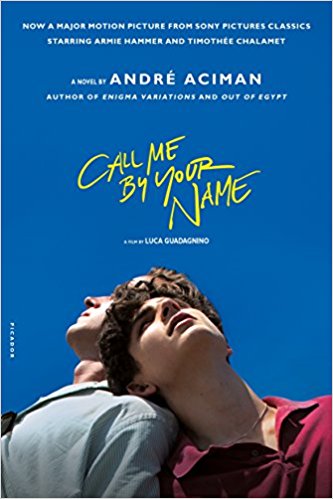 NOW A MAJOR MOTION PICTURE FROM SONY PICTURES CLASSICS
STARRING ARMIE HAMMER AND TIMOTHÉE CHALAMET
A NOVEL BY ANDRÉ ACIMAN
AUTHOR OF ENIGMA VARIATIONS AND OUT OF EGYPT
CALL ME
BY YOUR
NAME
A FILM BY LUCA GUADAGNINO
PICADOR